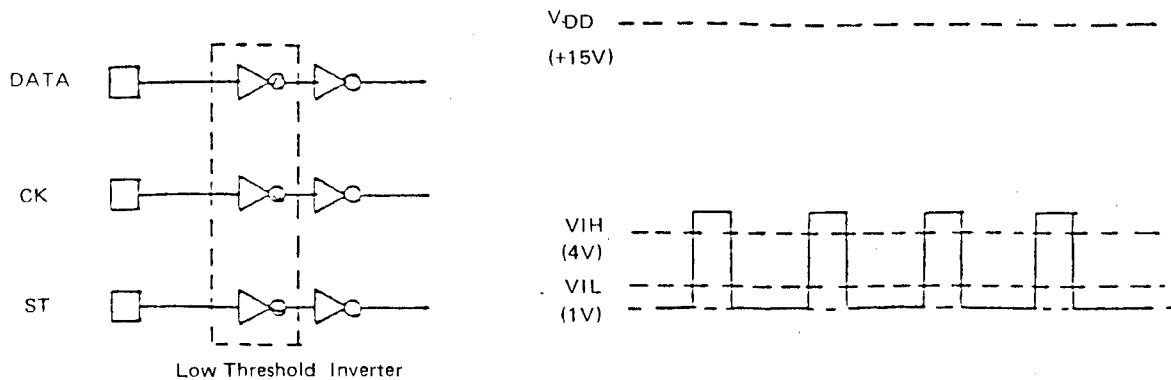 DATA
CK
ST
Low Threshold Inverter
VDD
(+15V)
VIH
(4V)
VIL
(1V)